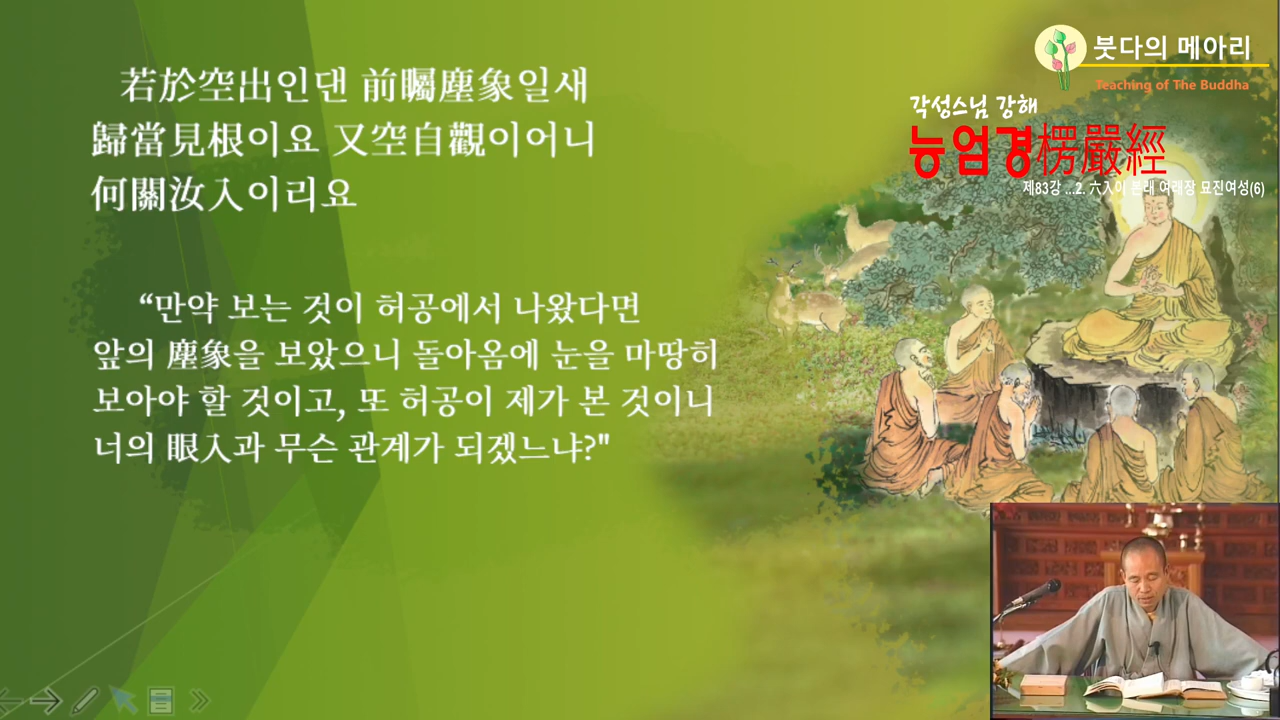 若於空出인댄 前矚塵象일새
歸當見根이요 又空自觀이어니
何關汝入이리요
“만약 보는 것이 허공에서 나왔다면
앞의 塵象을 보았으니 돌아옴에 눈을 마땅히
보아야 할 것이고, 또 허공이 제가 본 것이니
너의 眼入과 무슨 관계가 되겠느냐?"
붓다의 메아리
Teaching of The Buddha
각성스님 강해
능엄경楞嚴經
제83강 ...2. 六入이 본래 여래장 묘진여성(6)